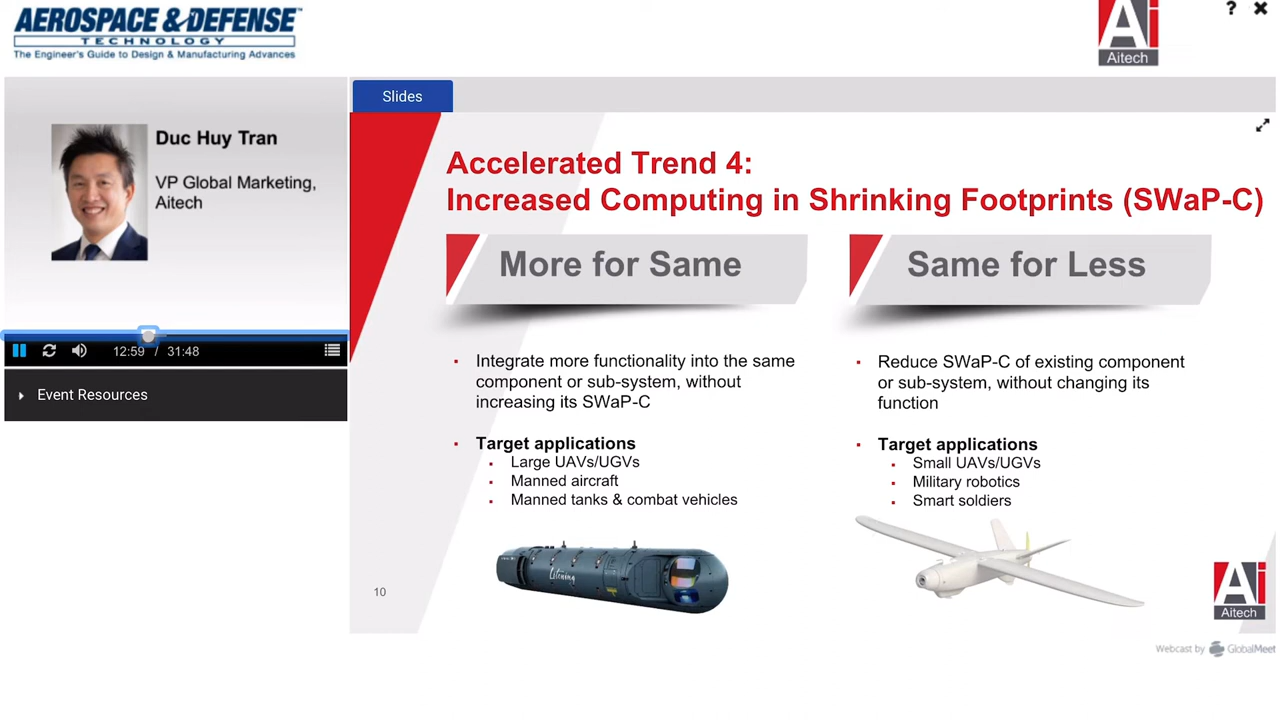 AEROSPACE & DEFENSE™
TECHNOLOGY
The Engineer's Guide to Design & Manufacturing Advances
Ai
Aitech
? ✖
Duc Huy Tran
VP Global Marketing,
Aitech
12:59 / 31:48
Event Resources
Slides
Accelerated Trend 4:
Increased Computing in Shrinking Footprints (SWaP-C)
More for Same
▪ Integrate more functionality into the same
component or sub-system, without
increasing its SWaP-C
▪ Target applications
▪ Large UAVs/UGVs
▪ Manned aircraft
▪ Manned tanks & combat vehicles
Litening
Same for Less
▪ Reduce SWaP-C of existing component
or sub-system, without changing its
function
▪ Target applications
▪ Small UAVs/UGVs
▪ Military robotics
▪ Smart soldiers
10
Ai
Aitech
Webcast by GlobalMeet